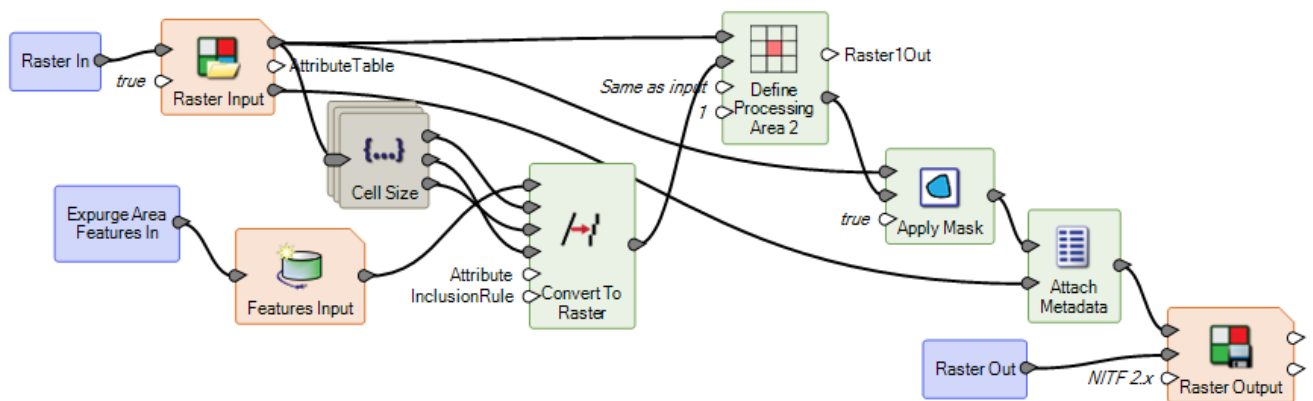 Raster In
true
Raster Input
AttributeTable
{...}
Cell Size
Expurge Area
Features In
Features Input
Attribute
InclusionRule
Convert To
Raster
Same as input
1
Define
Processing
Area 2
Raster1Out
true
Apply Mask
Attach
Metadata
Raster Out
NITF 2.x
Raster Output